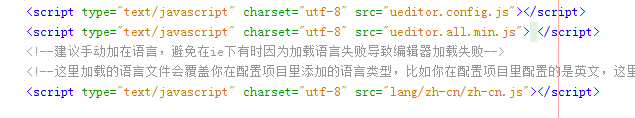 <script type="text/javascript" charset="utf-8" src="ueditor.config.js"></script>
<script type="text/javascript" charset="utf-8" src="ueditor.all.min.js"> </script>
<!--建议手动加在语言，避免在ie下有时因为加载语言失败导致编辑器加载失败-->
<!--这里加载的语言文件会覆盖你在配置项目里添加的语言类型，比如你在配置项目里配置的是英文，这里
<script type="text/javascript" charset="utf-8" src="lang/zh-cn/zh-cn.js"></script>